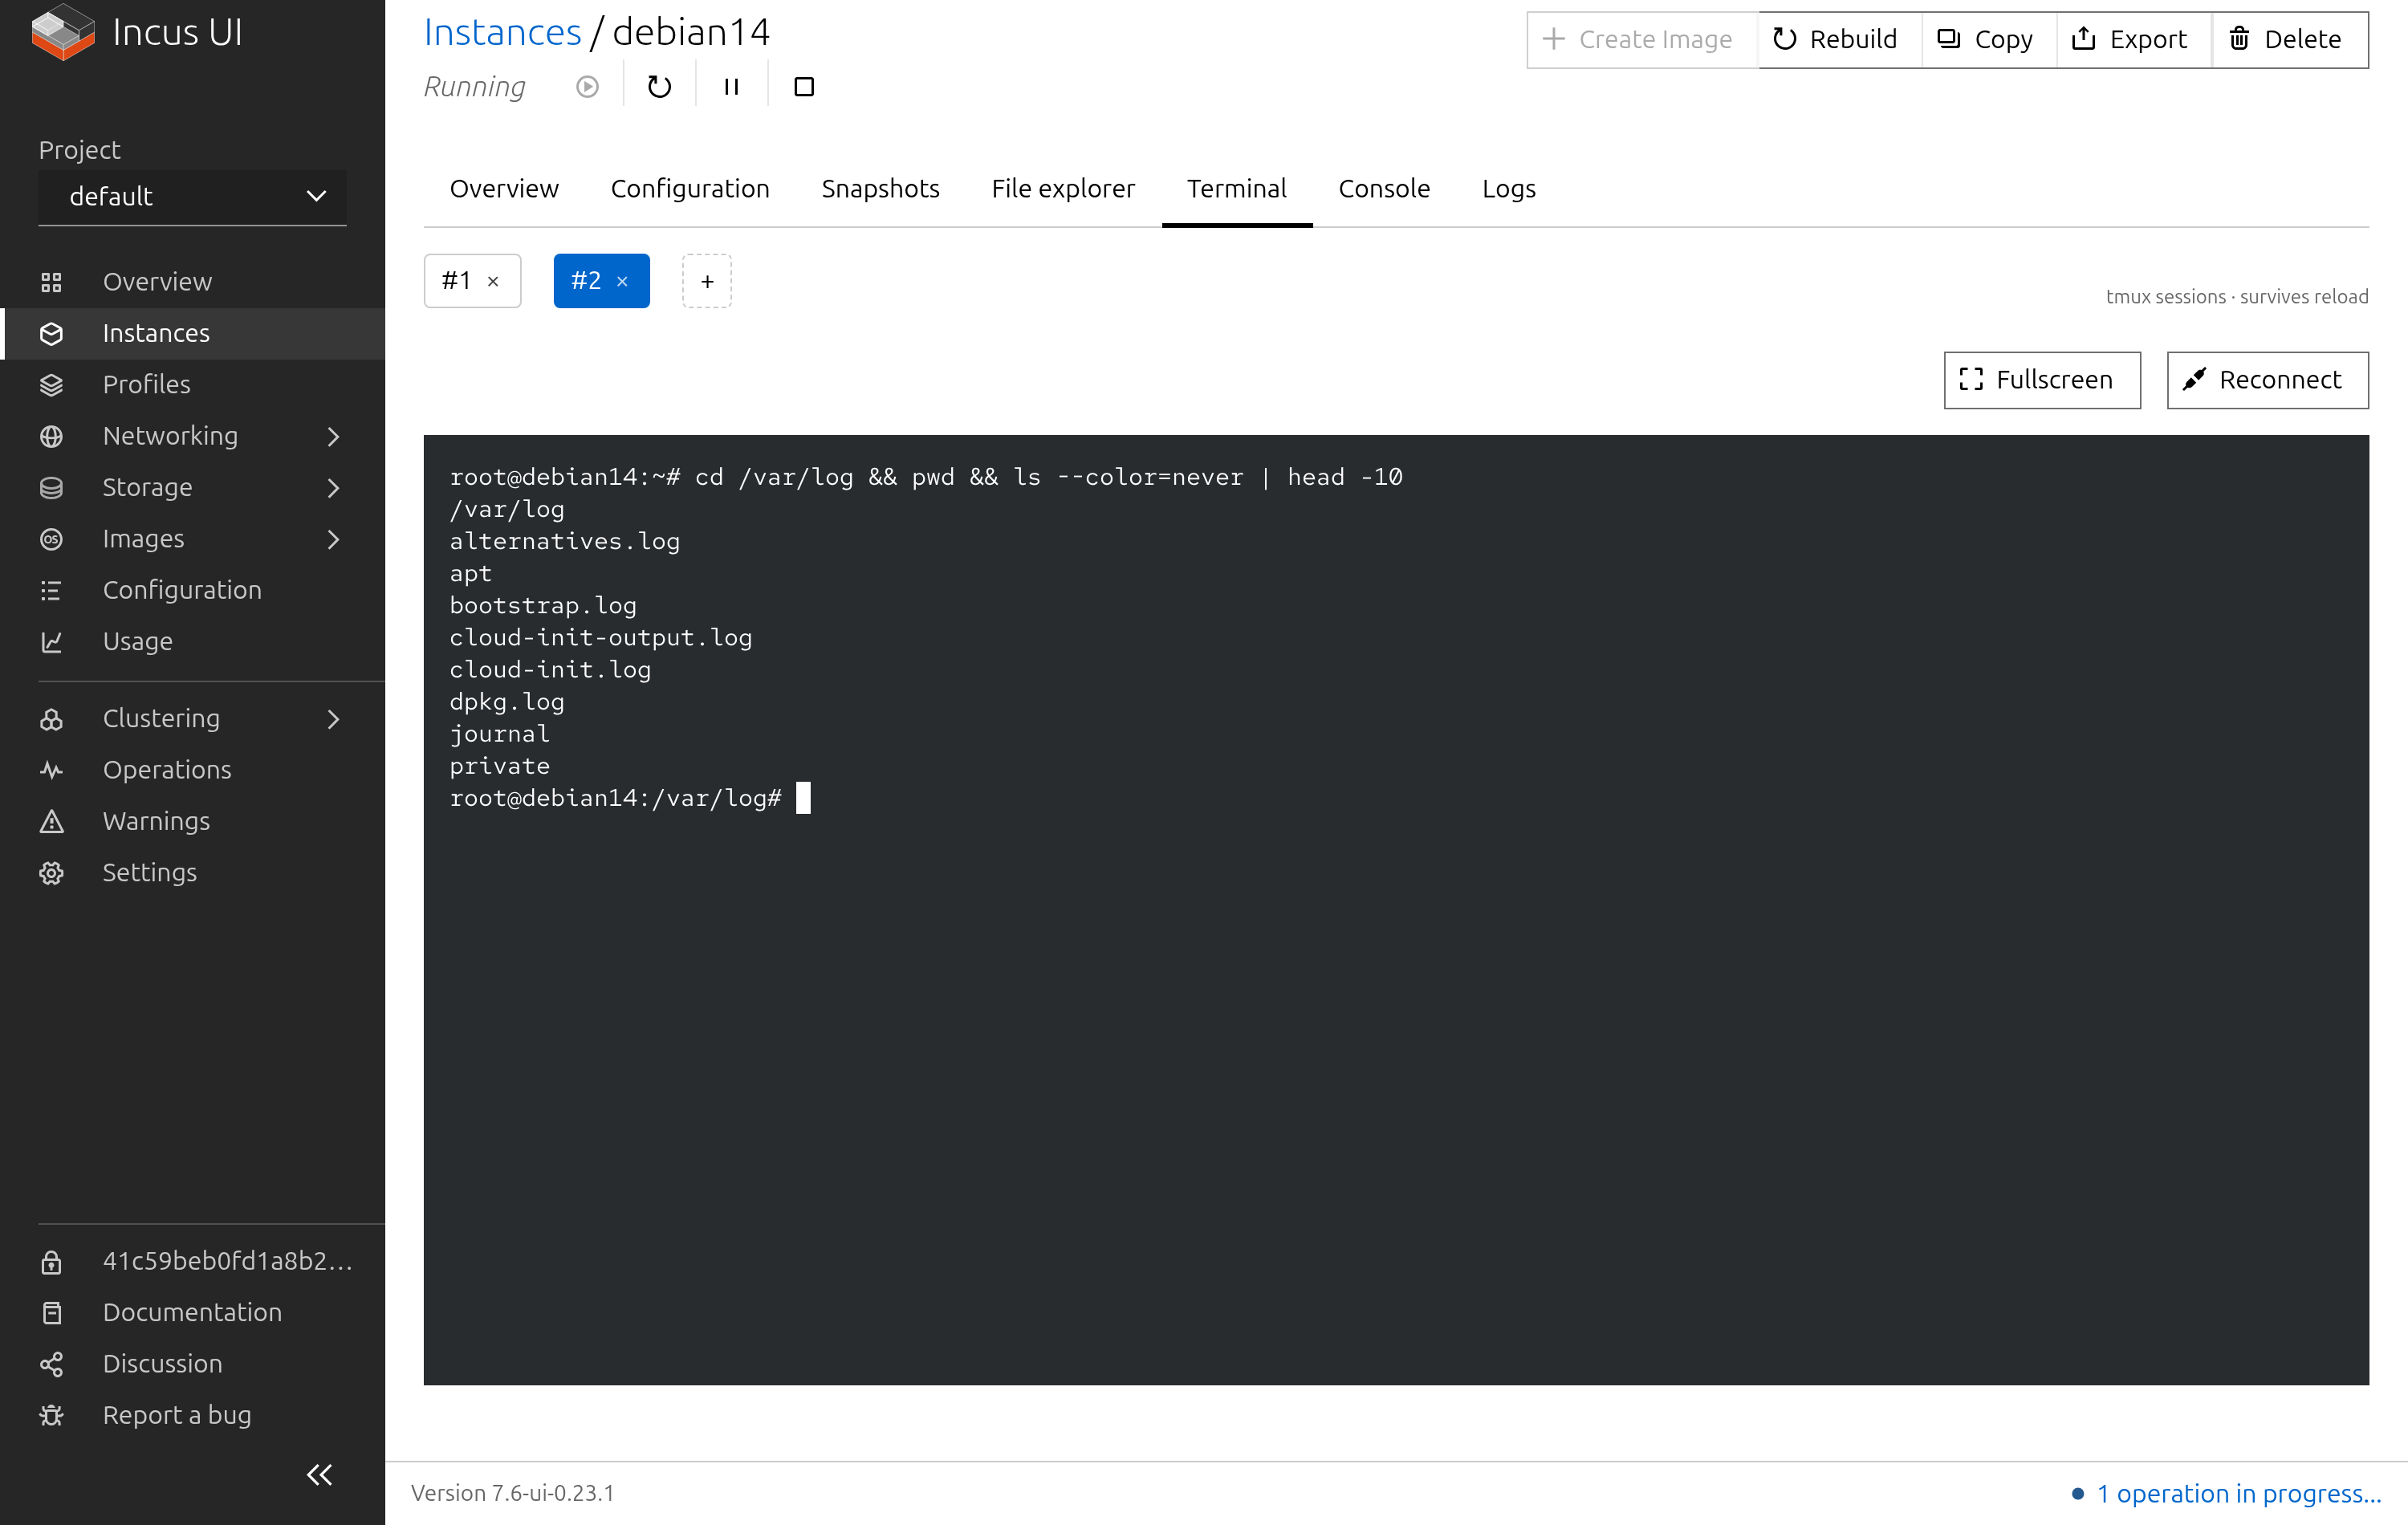 Incus UI
Project
default
Overview
Instances
Profiles
Networking
Storage
Images
Configuration
Usage
Clustering
Operations
Warnings
Settings
41c59beb0fd1a8b2...
Documentation
Discussion
Report a bug
Instances / debian14
Running
Create Image Rebuild Copy Export Delete
Overview Configuration Snapshots File explorer Terminal Console Logs
#1 × #2 × +
tmux sessions · survives reload
Fullscreen Reconnect
root@debian14:~# cd /var/log && pwd && ls --color=never | head -10
/var/log
alternatives.log
apt
bootstrap.log
cloud-init-output.log
cloud-init.log
dpkg.log
journal
private
root@debian14:/var/log#
Version 7.6-ui-0.23.1
1 operation in progress...